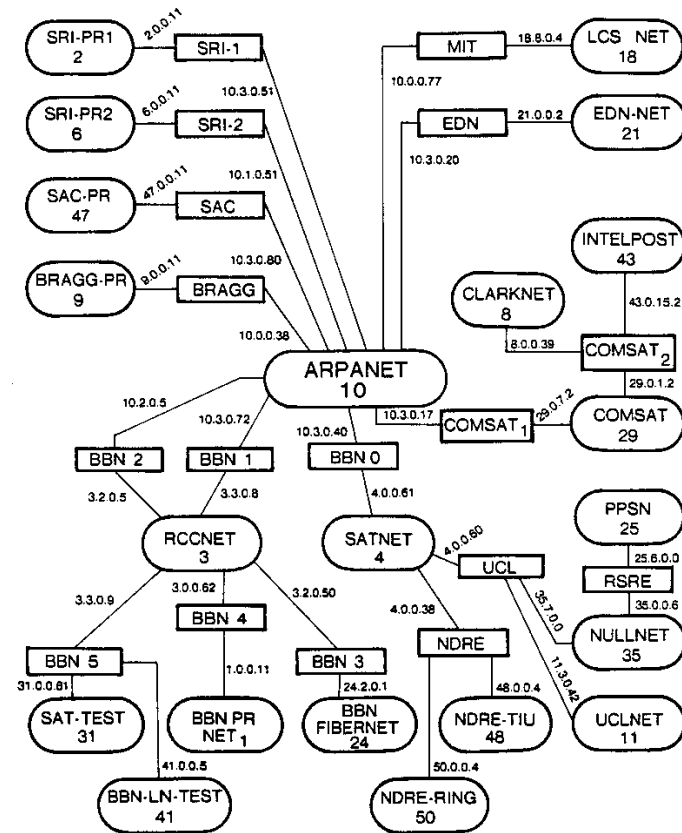 SRI-PR1
2
2.0.0.11
SRI-1
10.3.0.51
MIT
10.0.0.77
18.8.0.4
LCS NET
18
SRI-PR2
6
6.0.0.11
SRI-2
10.1.0.51
EDN
10.3.0.20
21.0.0.2
EDN-NET
21
SAC-PR
47
47.0.0.11
SAC
10.3.0.80
BRAGG-PR
9
9.0.0.11
BRAGG
10.0.0.38
INTELPOST
43
43.0.15.2
CLARKNET
8
8.0.0.39
COMSAT2
29.0.1.2
ARPANET
10
10.3.0.17
COMSAT1
29.0.7.2
COMSAT
29
10.2.0.5
10.3.0.72
10.3.0.40
BBN 2
BBN 1
BBN 0
3.2.0.5
3.3.0.8
4.0.0.61
RCCNET
3
SATNET
4
4.0.0.60
UCL
PPSN
25
25.6.0.0
RSRE
35.0.0.6
35.7.0.0
NULLNET
35
11.3.0.42
UCLNET
11
3.3.0.9
3.0.0.62
3.2.0.50
4.0.0.38
BBN 5
BBN 4
BBN 3
NDRE
31.0.0.61
1.0.0.11
24.2.0.1
48.0.0.4
SAT-TEST
31
BBN PR
NET1
BBN
FIBERNET
24
NDRE-TIU
48
41.0.0.5
50.0.0.4
BBN-LN-TEST
41
NDRE-RING
50